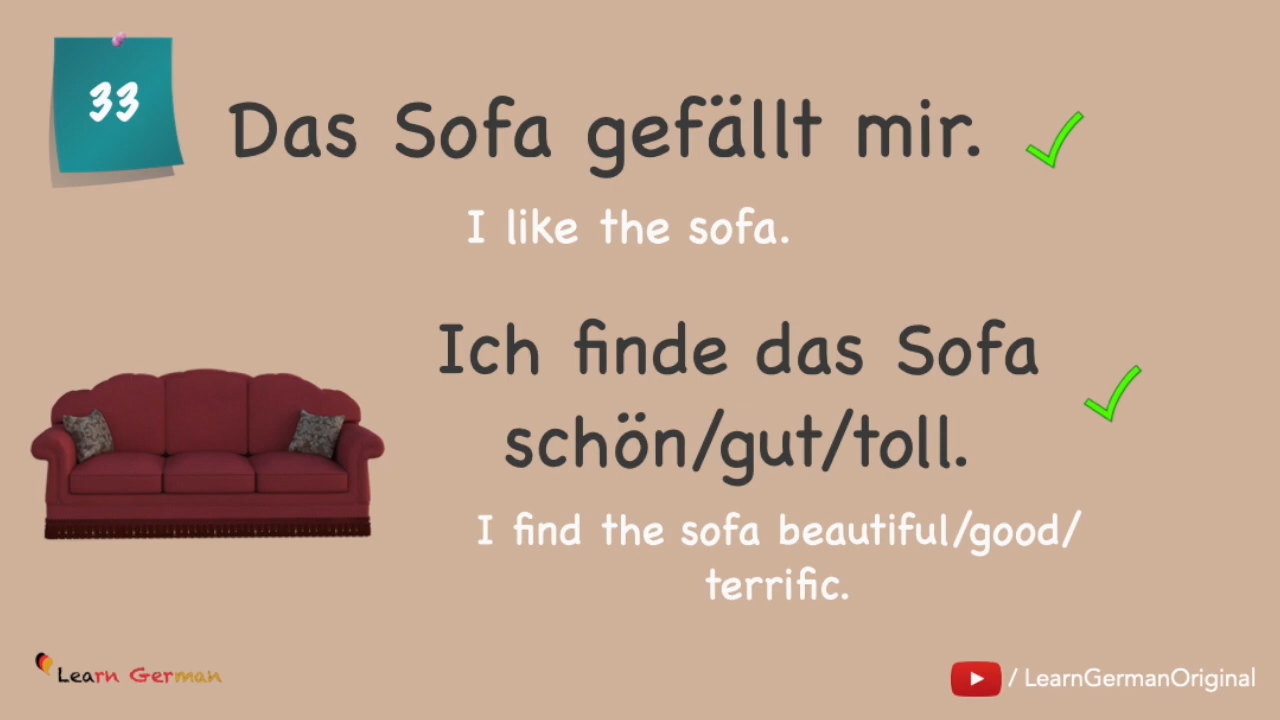 33
Das Sofa gefällt mir.
I like the sofa.
Ich finde das Sofa
schön/gut/toll.
I find the sofa beautiful/good/
terrific.
Learn German
/ LearnGermanOriginal